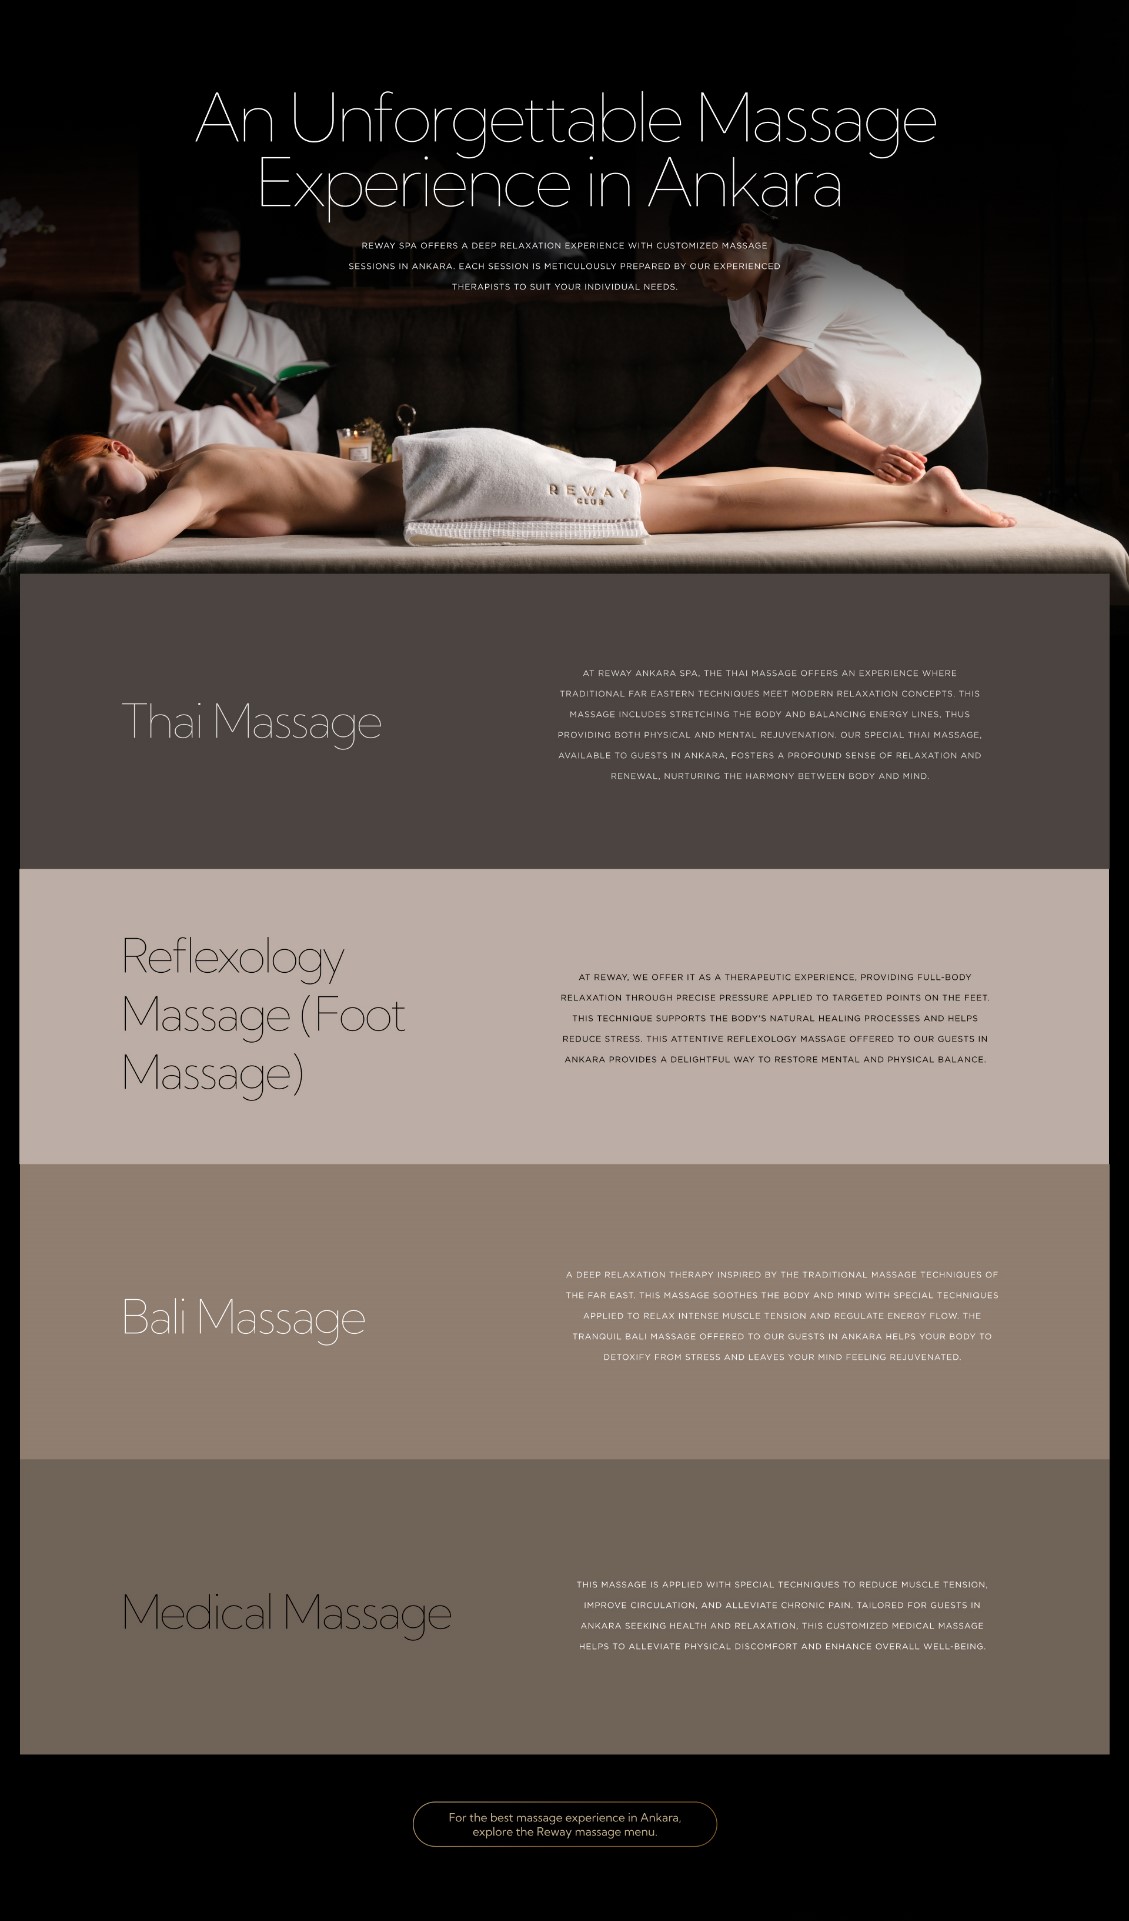 An Unforgettable Massage
Experience in Ankara
REWAY SPA OFFERS A DEEP RELAXATION EXPERIENCE WITH CUSTOMIZED MASSAGE
SESSIONS IN ANKARA. EACH SESSION IS METICULOUSLY PREPARED BY OUR EXPERIENCED
THERAPISTS TO SUIT YOUR INDIVIDUAL NEEDS.
REWAY
CLUB
Thai Massage
AT REWAY ANKARA SPA, THE THAI MASSAGE OFFERS AN EXPERIENCE WHERE
TRADITIONAL FAR EASTERN TECHNIQUES MEET MODERN RELAXATION CONCEPTS. THIS
MASSAGE INCLUDES STRETCHING THE BODY AND BALANCING ENERGY LINES, THUS
PROVIDING BOTH PHYSICAL AND MENTAL REJUVENATION. OUR SPECIAL THAI MASSAGE,
AVAILABLE TO GUESTS IN ANKARA, FOSTERS A PROFOUND SENSE OF RELAXATION AND
RENEWAL, NURTURING THE HARMONY BETWEEN BODY AND MIND.
Reflexology
Massage (Foot
Massage)
AT REWAY, WE OFFER IT AS A THERAPEUTIC EXPERIENCE, PROVIDING FULL-BODY
RELAXATION THROUGH PRECISE PRESSURE APPLIED TO TARGETED POINTS ON THE FEET.
THIS TECHNIQUE SUPPORTS THE BODY'S NATURAL HEALING PROCESSES AND HELPS
REDUCE STRESS. THIS ATTENTIVE REFLEXOLOGY MASSAGE OFFERED TO OUR GUESTS IN
ANKARA PROVIDES A DELIGHTFUL WAY TO RESTORE MENTAL AND PHYSICAL BALANCE.
Bali Massage
A DEEP RELAXATION THERAPY INSPIRED BY THE TRADITIONAL MASSAGE TECHNIQUES OF
THE FAR EAST. THIS MASSAGE SOOTHES THE BODY AND MIND WITH SPECIAL TECHNIQUES
APPLIED TO RELAX INTENSE MUSCLE TENSION AND REGULATE ENERGY FLOW. THE
TRANQUIL BALI MASSAGE OFFERED TO OUR GUESTS IN ANKARA HELPS YOUR BODY TO
DETOXIFY FROM STRESS AND LEAVES YOUR MIND FEELING REJUVENATED.
Medical Massage
THIS MASSAGE IS APPLIED WITH SPECIAL TECHNIQUES TO REDUCE MUSCLE TENSION,
IMPROVE CIRCULATION, AND ALLEVIATE CHRONIC PAIN. TAILORED FOR GUESTS IN
ANKARA SEEKING HEALTH AND RELAXATION, THIS CUSTOMIZED MEDICAL MASSAGE
HELPS TO ALLEVIATE PHYSICAL DISCOMFORT AND ENHANCE OVERALL WELL-BEING.
For the best massage experience in Ankara,
explore the Reway massage menu.